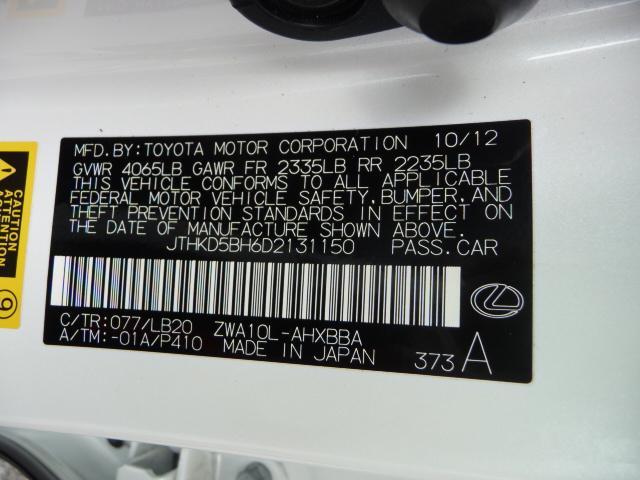 MFD.BY:TOYOTA MOTOR CORPORATION 10/12
GVWR 4065LB GAWR FR 2335LB RR 2235LB
THIS VEHICLE CONFORMS TO ALL APPLICABLE
FEDERAL MOTOR VEHICLE SAFETY,BUMPER,AND
THEFT PREVENTION STANDARDS IN EFFECT ON
THE DATE OF MANUFACTURE SHOWN ABOVE.
JTHKD5BH6D2131150 PASS.CAR
C/TR:077/LB20 ZWA10L-AHXBBA
A/TM:-01A/P410 MADE IN JAPAN 373 A
CAUTION
ATTENTION
9